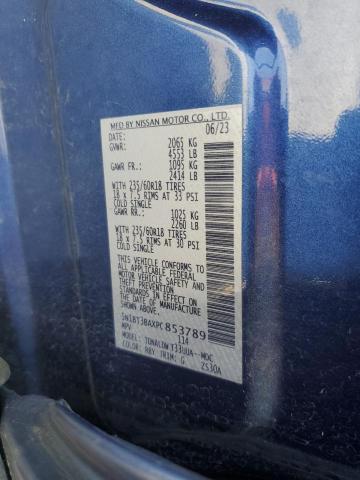 MFD BY NISSAN MOTOR CO., LTD.
DATE: 06/23
GVWR: 2065 KG
4553 LB
GAWR FR.: 1095 KG
2414 LB
WITH 235/60R18 TIRES
18 x 7.5 RIMS AT 33 PSI
COLD SINGLE
GAWR RR.: 1025 KG
2260 LB
WITH 235/60R18 TIRES
18 x 7.5 RIMS AT 30 PSI
COLD SINGLE
THIS VEHICLE CONFORMS TO ALL
APPLICABLE FEDERAL MOTOR VEHICLE
SAFETY AND THEFT PREVENTION
STANDARDS IN EFFECT ON THE
DATE OF MANUFACTURE
SHOWN ABOVE
5N1BT3BAXPC853789
MPV 114
MODEL:
COLOR: RBY TRIM: G ZS30A